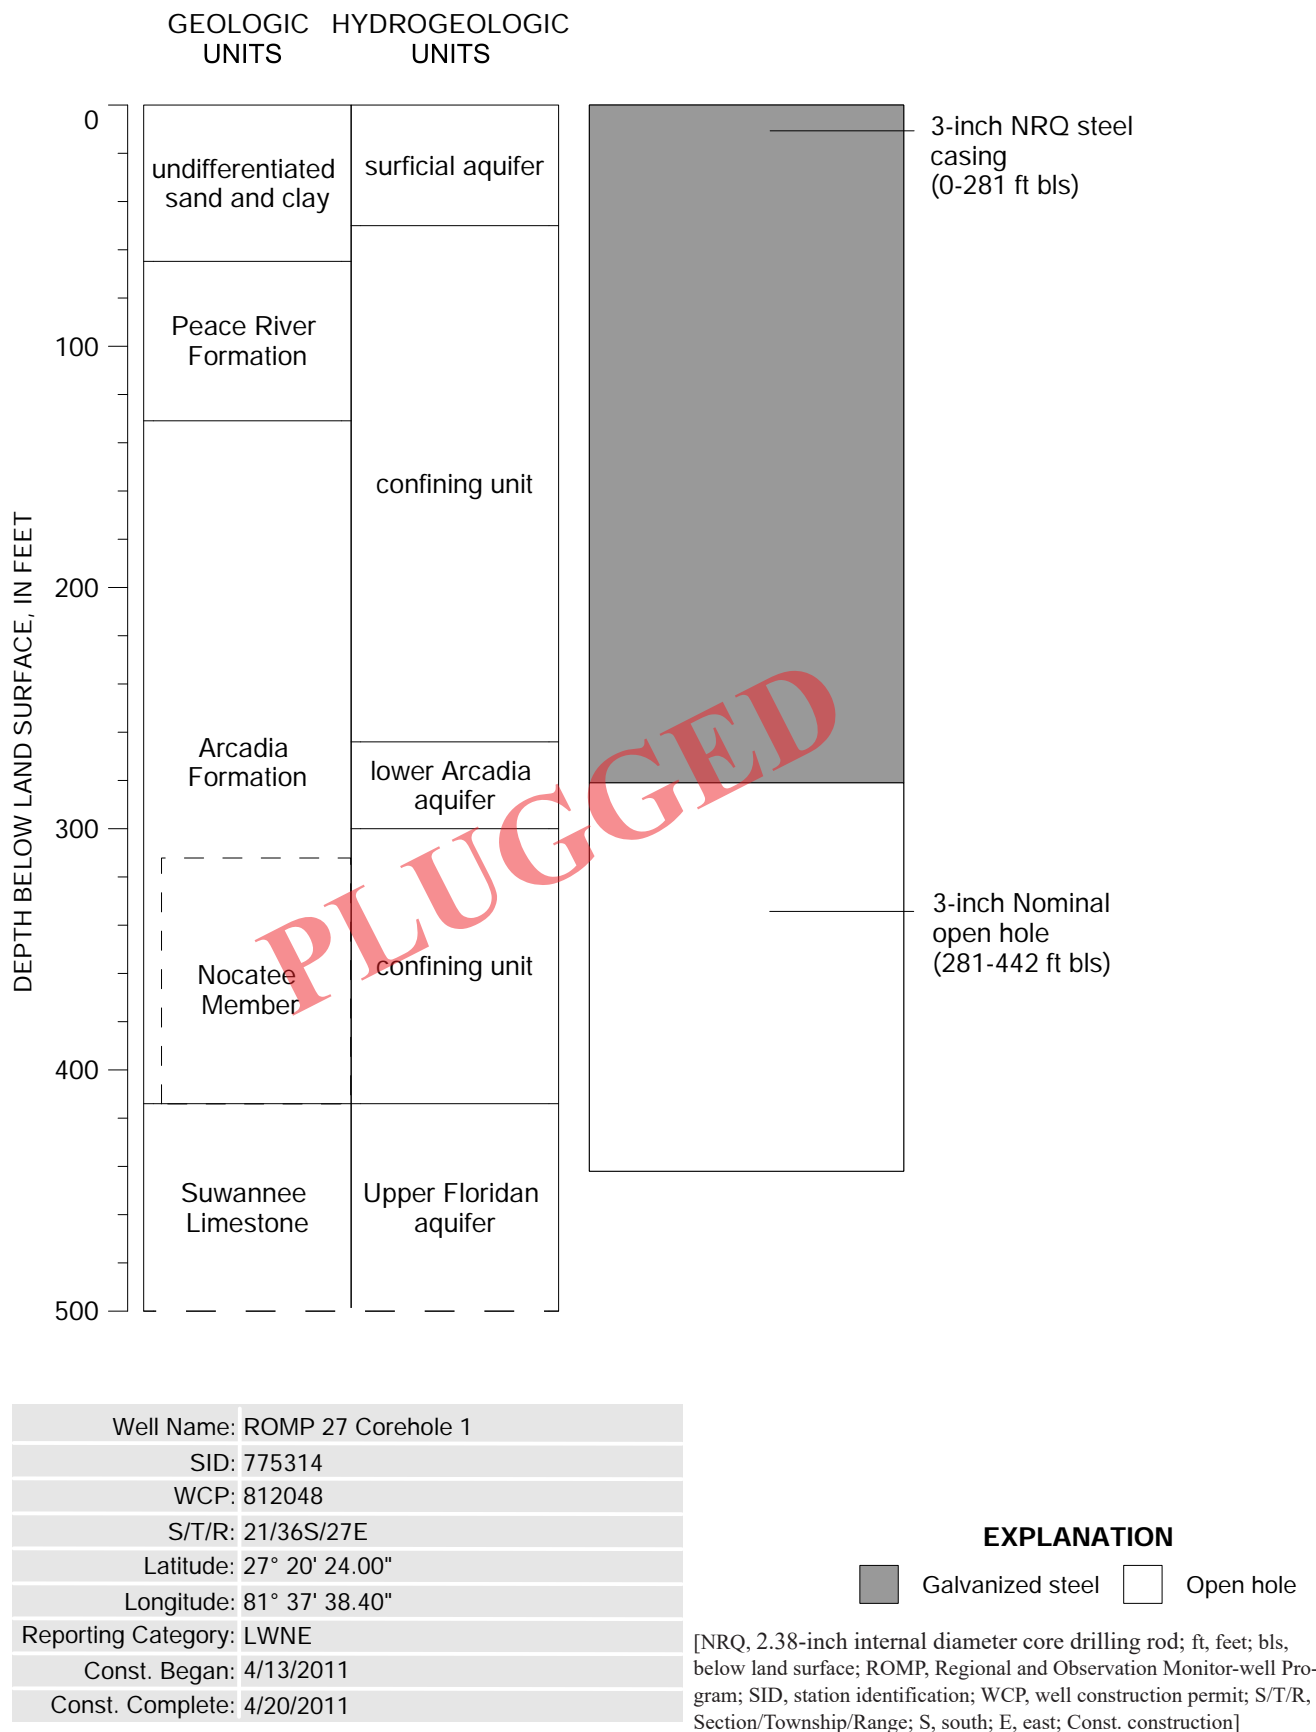 GEOLOGIC
UNITS
HYDROGEOLOGIC
UNITS
DEPTH BELOW LAND SURFACE, IN FEET
0
100
200
300
400
500
undifferentiated
sand and clay
Peace River
Formation
Arcadia
Formation
Nocatee
Member
Suwannee
Limestone
surficial aquifer
confining unit
lower Arcadia
aquifer
confining unit
Upper Floridan
aquifer
PLUGGED
3-inch NRQ steel
casing
(0-281 ft bls)
3-inch Nominal
open hole
(281-442 ft bls)
Well Name: ROMP 27 Corehole 1
SID: 775314
WCP: 812048
S/T/R: 21/36S/27E
Latitude: 27° 20' 24.00"
Longitude: 81° 37' 38.40"
Reporting Category: LWNE
Const. Began: 4/13/2011
Const. Complete: 4/20/2011
EXPLANATION
Galvanized steel
Open hole
[NRQ, 2.38-inch internal diameter core drilling rod; ft, feet; bls,
below land surface; ROMP, Regional and Observation Monitor-well Pro-
gram; SID, station identification; WCP, well construction permit; S/T/R,
Section/Township/Range; S, south; E, east; Const. construction]